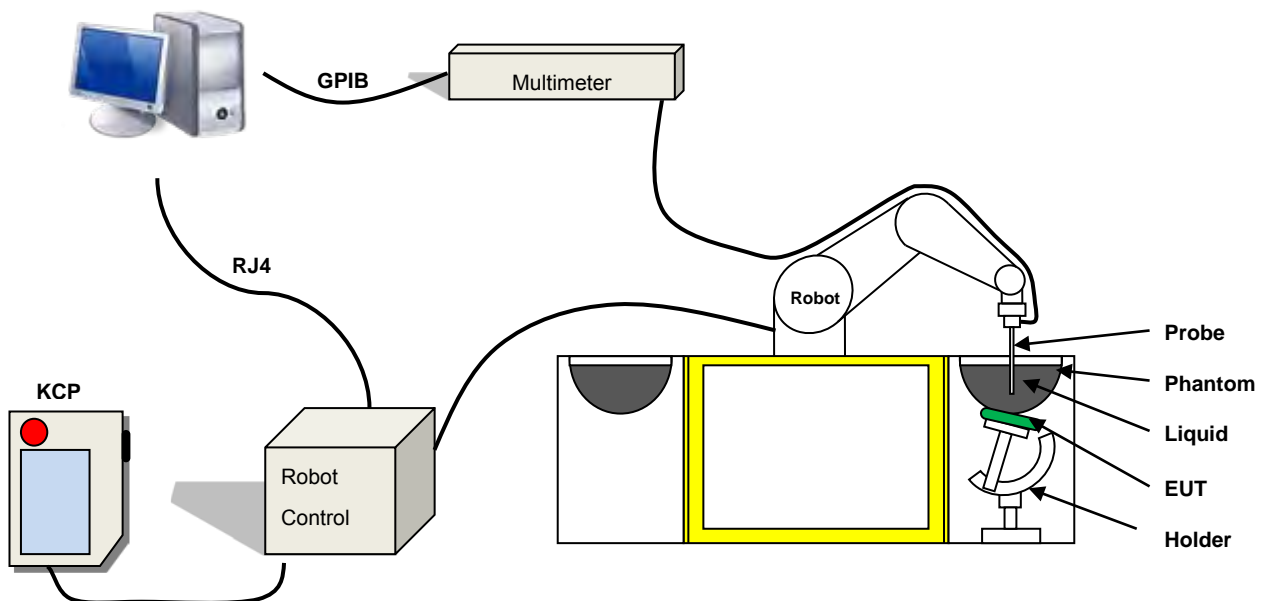 GPIB
Multimeter
RJ4
Robot
KCP
Robot
Control
Probe
Phantom
Liquid
EUT
Holder